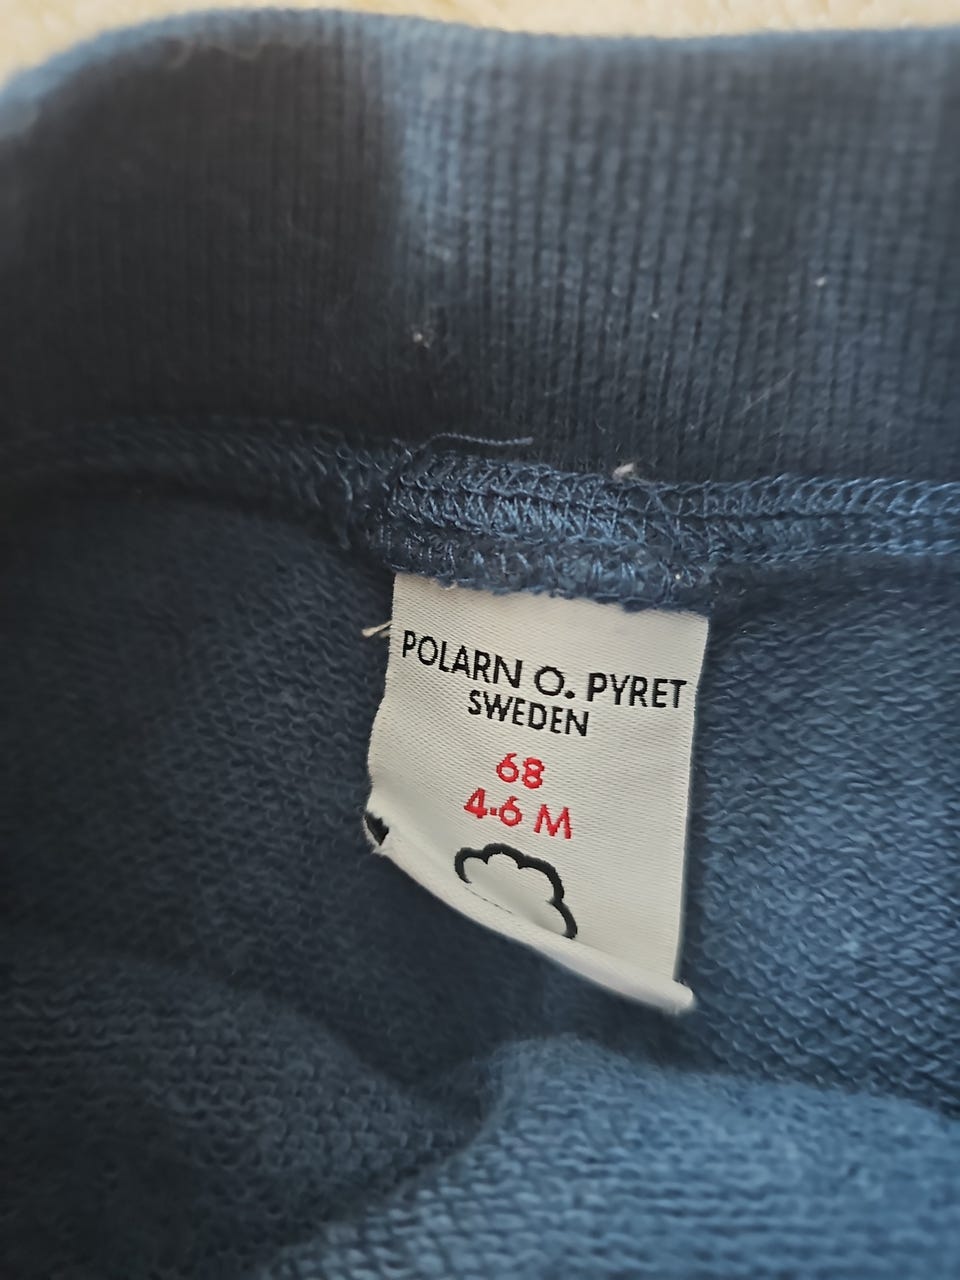 POLARN O. PYRET
SWEDEN
68
4-6 M